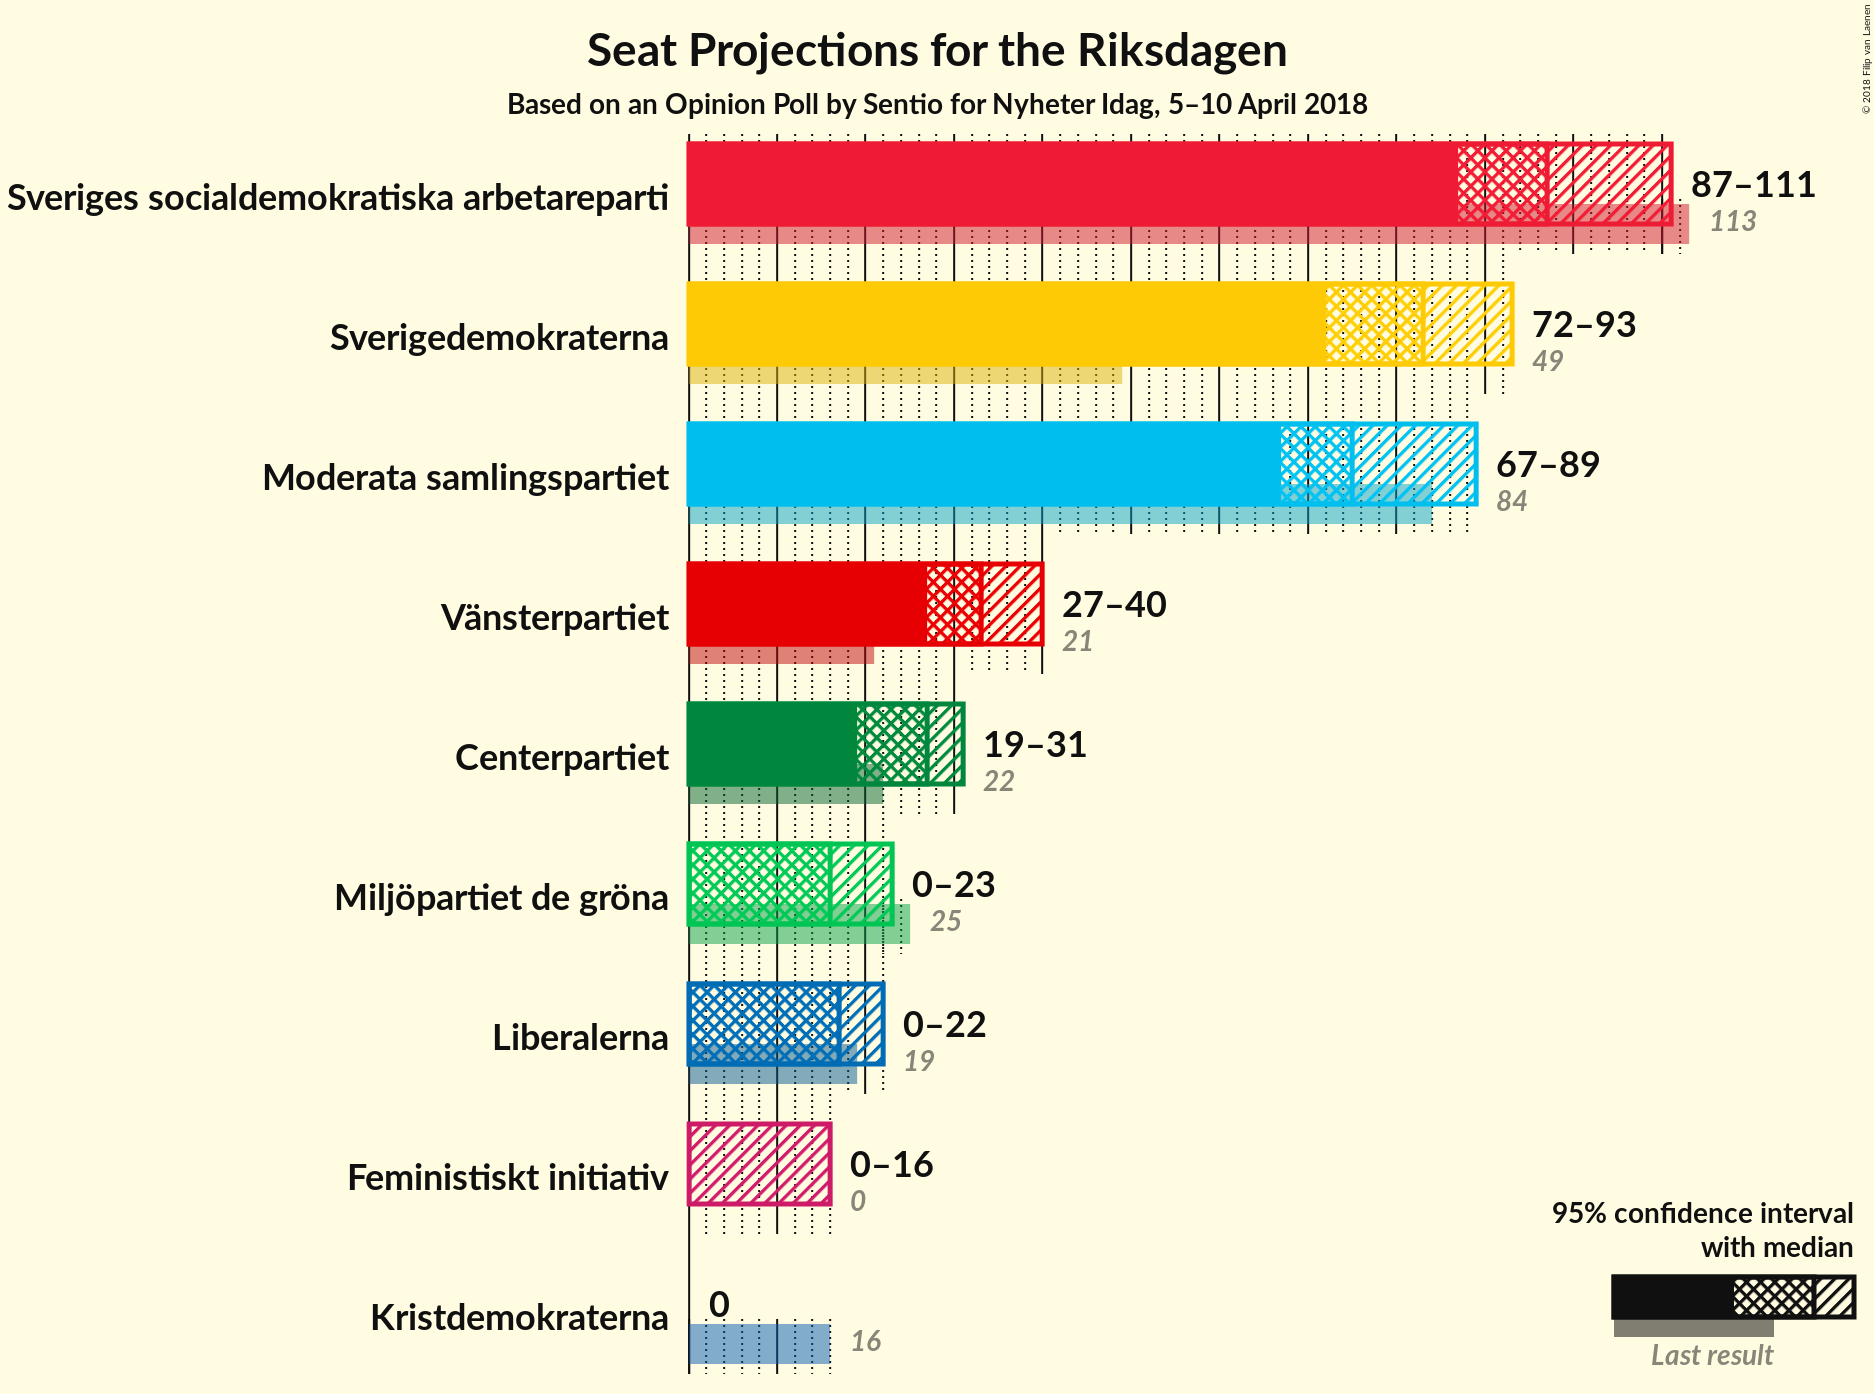 Seat Projections for the Riksdagen
Based on an Opinion Poll by Sentio for Nyheter Idag, 5–10 April 2018
© 2018 Filip van Laenen
Sveriges socialdemokratiska arbetareparti
87–111
113
Sverigedemokraterna
72–93
49
Moderata samlingspartiet
67–89
84
Vänsterpartiet
27–40
21
Centerpartiet
19–31
22
Miljöpartiet de gröna
0–23
25
Liberalerna
0–22
19
Feministiskt initiativ
0–16
0
Kristdemokraterna
0
16
95% confidence interval
with median
Last result